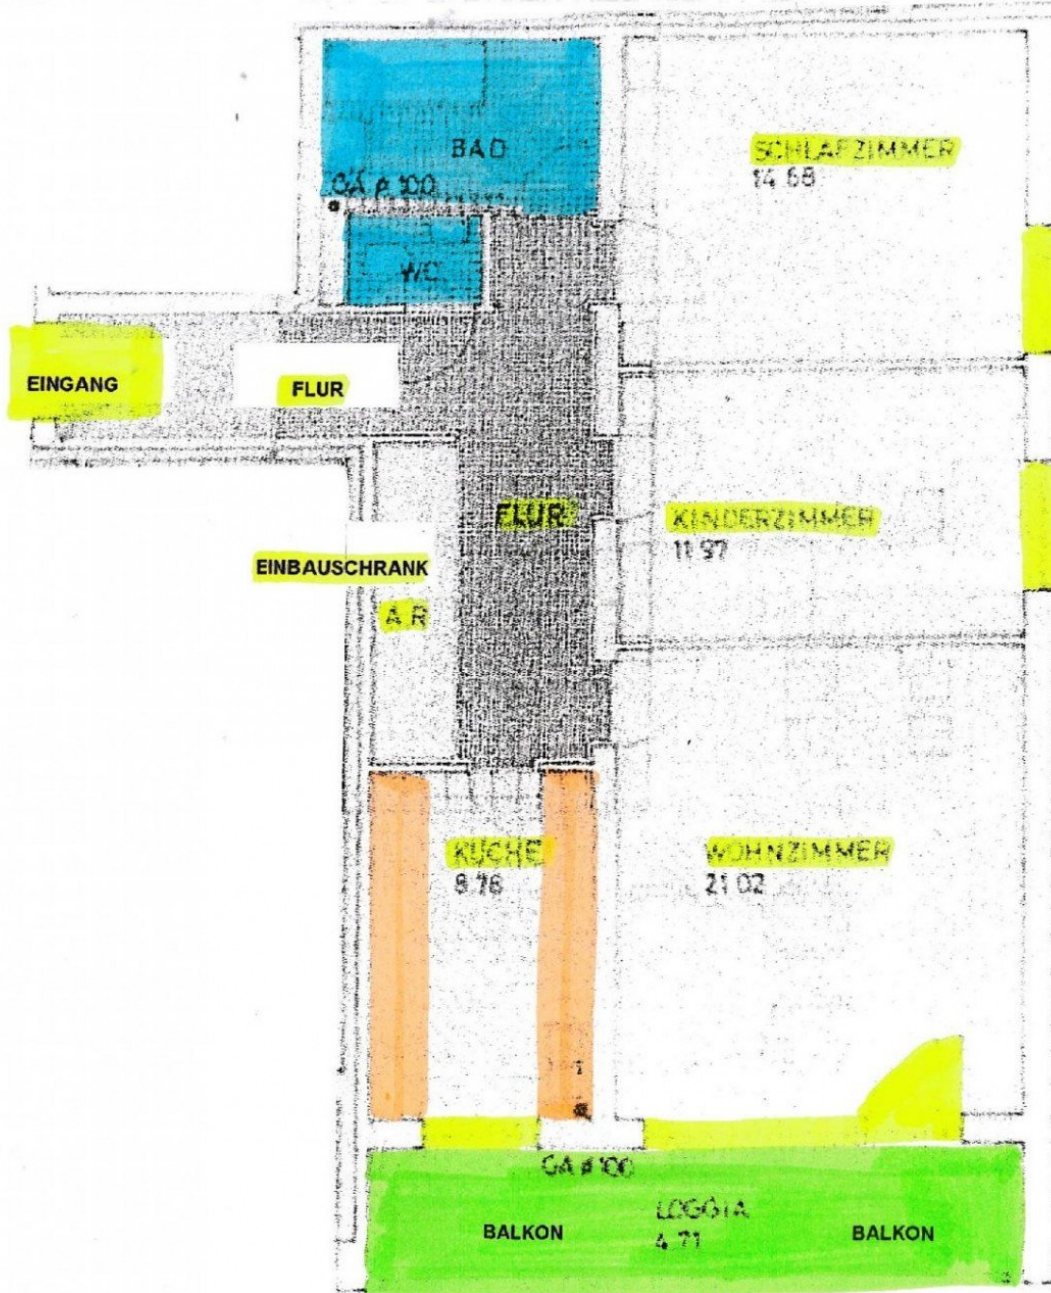 BAD
SCHLAFZIMMER
14.68
GA ø 100
WC
EINGANG
FLUR
FLUR
KINDERZIMMER
11.97
EINBAUSCHRANK
A.R
KÜCHE
8.76
WOHNZIMMER
21.02
GA ø 100
LOGGIA
4.71
BALKON
BALKON